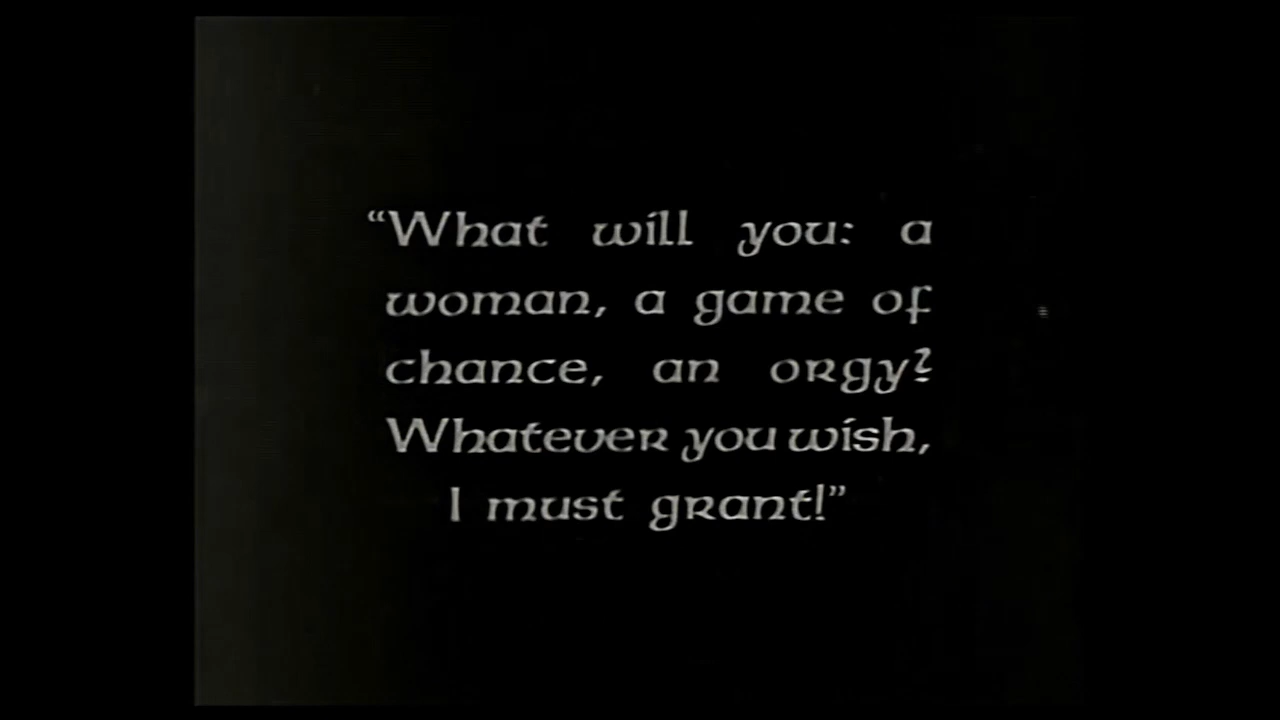 “What will you: a
woman, a game of
chance, an orgy?
Whatever you wish,
I must grant!”